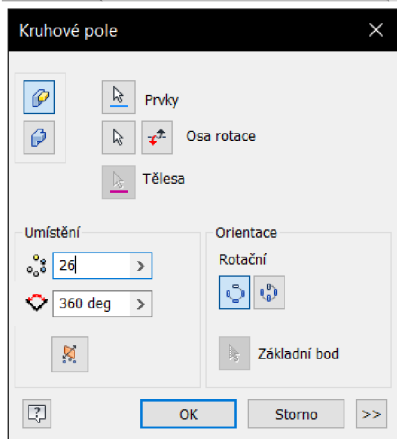 Kruhové pole
Prvky
Osa rotace
Tělesa
Umístění
26
360 deg
Orientace
Rotační
Základní bod
OK
Storno
>>